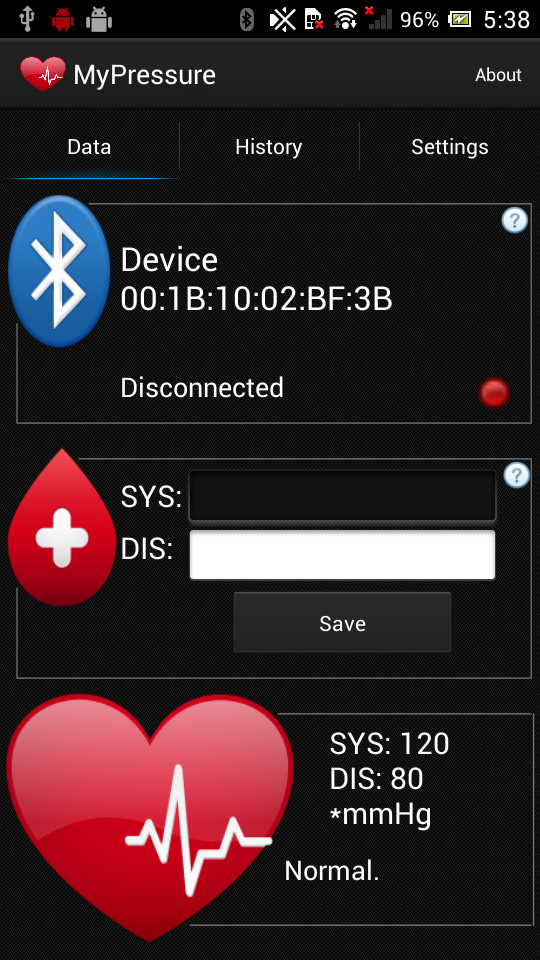 96% 5:38
MyPressure About
Data History Settings
?
Device
00:1B:10:02:BF:3B
Disconnected
?
SYS:
DIS:
Save
SYS: 120
DIS: 80
*mmHg
Normal.